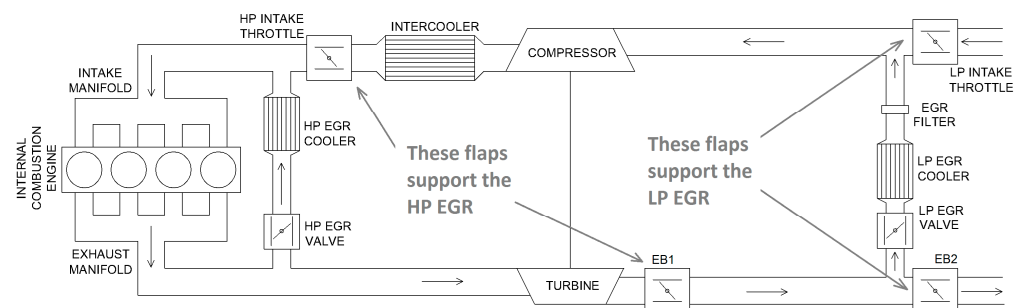 HP INTAKE
THROTTLE
INTERCOOLER
COMPRESSOR
LP INTAKE
THROTTLE
INTAKE
MANIFOLD
EGR
FILTER
HP EGR
COOLER
INTERNAL
COMBUSTION
ENGINE
These flaps
support the
HP EGR
These flaps
support the
LP EGR
LP EGR
COOLER
HP EGR
VALVE
LP EGR
VALVE
EXHAUST
MANIFOLD
TURBINE
EB1
EB2